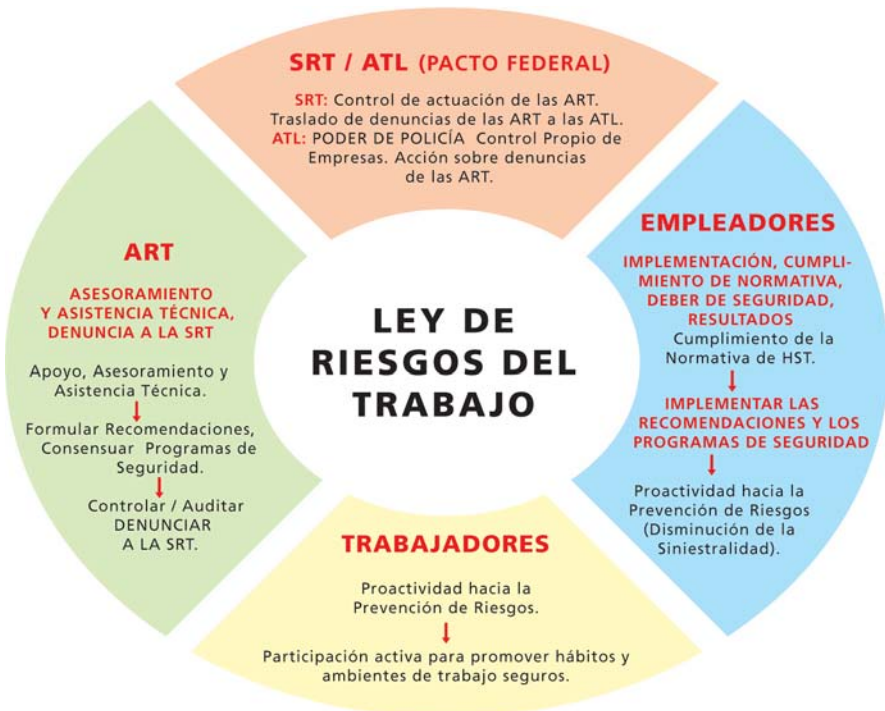 SRT / ATL (PACTO FEDERAL)
SRT: Control de actuación de las ART.
Traslado de denuncias de las ART a las ATL.
ATL: PODER DE POLICÍA Control Propio de
Empresas. Acción sobre denuncias
de las ART.
ART
ASESORAMIENTO
Y ASISTENCIA TÉCNICA,
DENUNCIA A LA SRT
Apoyo, Asesoramiento y
Asistencia Técnica.
Formular Recomendaciones,
Consensuar Programas de
Seguridad.
Controlar / Auditar
DENUNCIAR
A LA SRT.
LEY DE
RIESGOS DEL
TRABAJO
EMPLEADORES
IMPLEMENTACIÓN, CUMPLI-
MIENTO DE NORMATIVA,
DEBER DE SEGURIDAD,
RESULTADOS
Cumplimiento de la
Normativa de HST.
IMPLEMENTAR LAS
RECOMENDACIONES Y LOS
PROGRAMAS DE SEGURIDAD
Proactividad hacia la
Prevención de Riesgos
(Disminución de la
Siniestralidad).
TRABAJADORES
Proactividad hacia la
Prevención de Riesgos.
Participación activa para promover hábitos y
ambientes de trabajo seguros.